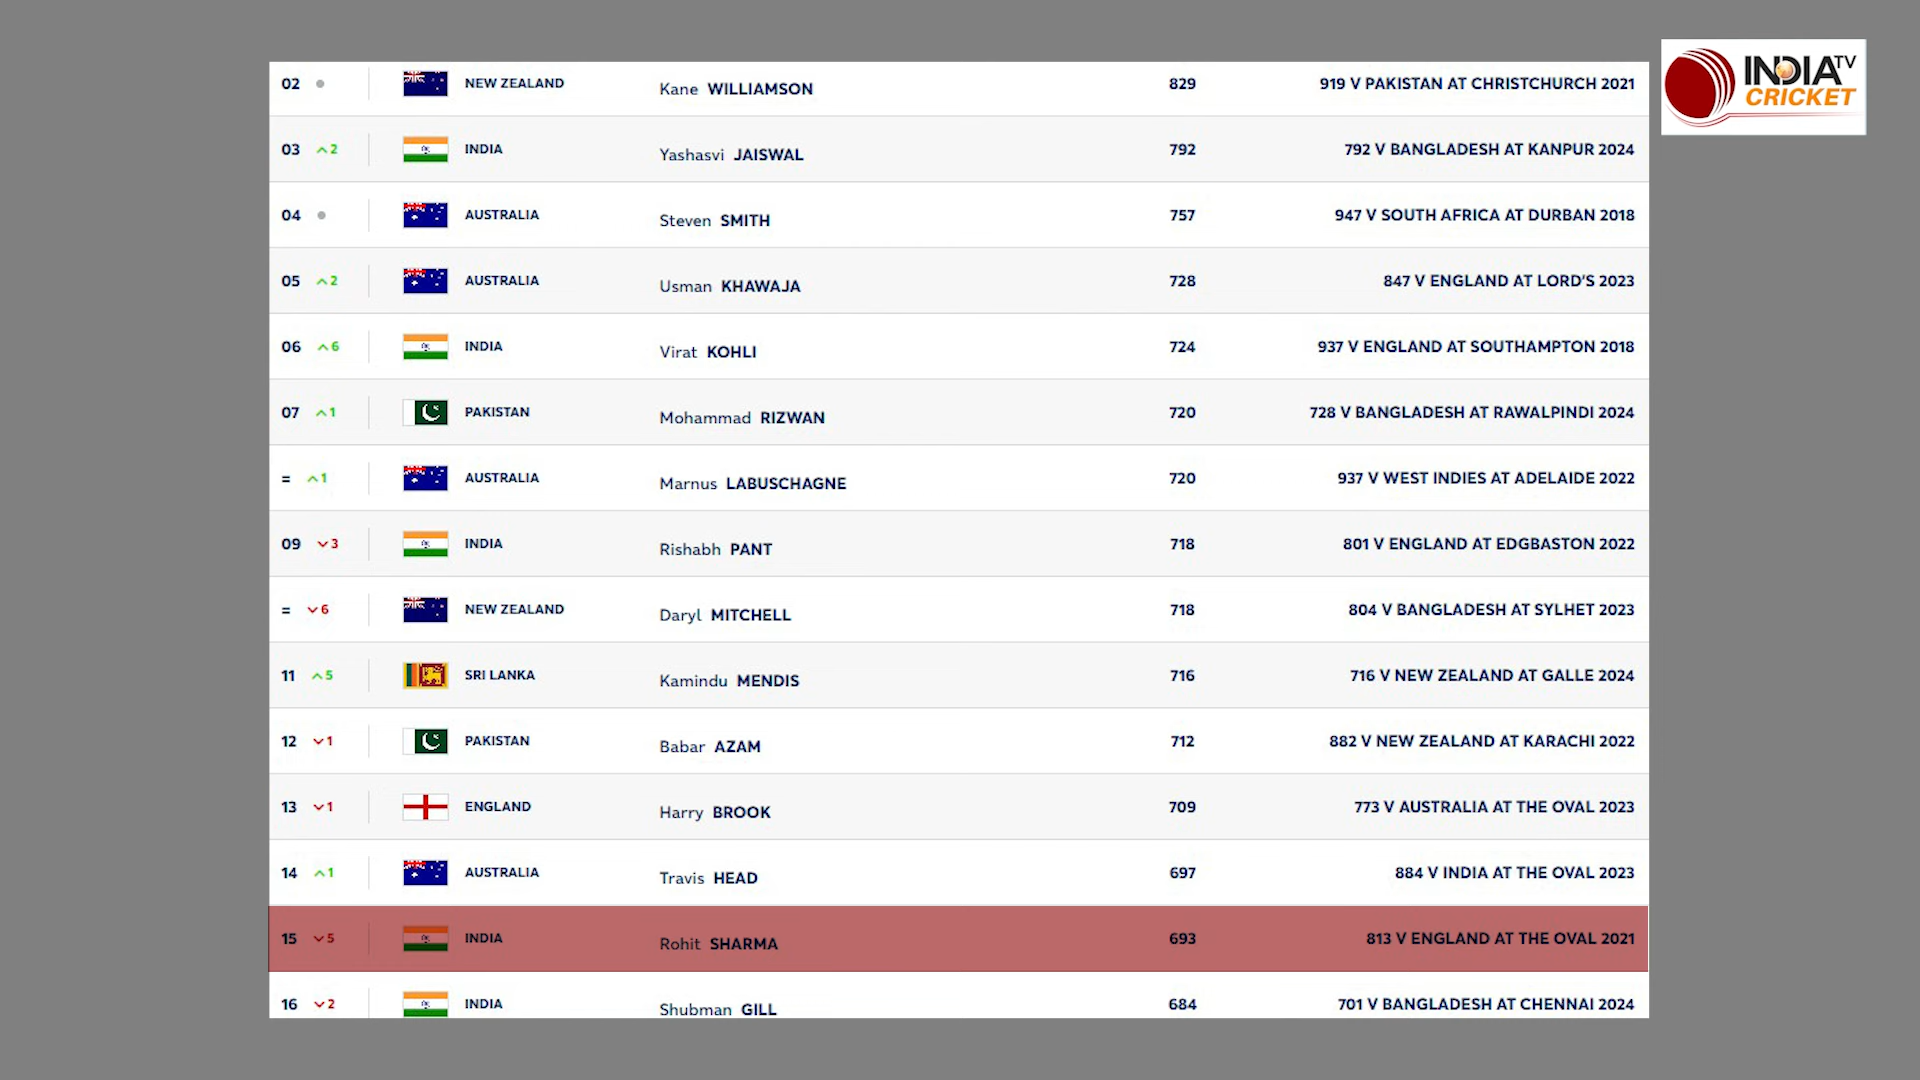 INDIA TV
CRICKET
02 NEW ZEALAND Kane WILLIAMSON 829 919 V PAKISTAN AT CHRISTCHURCH 2021
03 2 INDIA Yashasvi JAISWAL 792 792 V BANGLADESH AT KANPUR 2024
04 AUSTRALIA Steven SMITH 757 947 V SOUTH AFRICA AT DURBAN 2018
05 2 AUSTRALIA Usman KHAWAJA 728 847 V ENGLAND AT LORD'S 2023
06 6 INDIA Virat KOHLI 724 937 V ENGLAND AT SOUTHAMPTON 2018
07 1 PAKISTAN Mohammad RIZWAN 720 728 V BANGLADESH AT RAWALPINDI 2024
= 1 AUSTRALIA Marnus LABUSCHAGNE 720 937 V WEST INDIES AT ADELAIDE 2022
09 3 INDIA Rishabh PANT 718 801 V ENGLAND AT EDGBASTON 2022
= 6 NEW ZEALAND Daryl MITCHELL 718 804 V BANGLADESH AT SYLHET 2023
11 5 SRI LANKA Kamindu MENDIS 716 716 V NEW ZEALAND AT GALLE 2024
12 1 PAKISTAN Babar AZAM 712 882 V NEW ZEALAND AT KARACHI 2022
13 1 ENGLAND Harry BROOK 709 773 V AUSTRALIA AT THE OVAL 2023
14 1 AUSTRALIA Travis HEAD 697 884 V INDIA AT THE OVAL 2023
15 5 INDIA Rohit SHARMA 693 813 V ENGLAND AT THE OVAL 2021
16 2 INDIA Shubman GILL 684 701 V BANGLADESH AT CHENNAI 2024